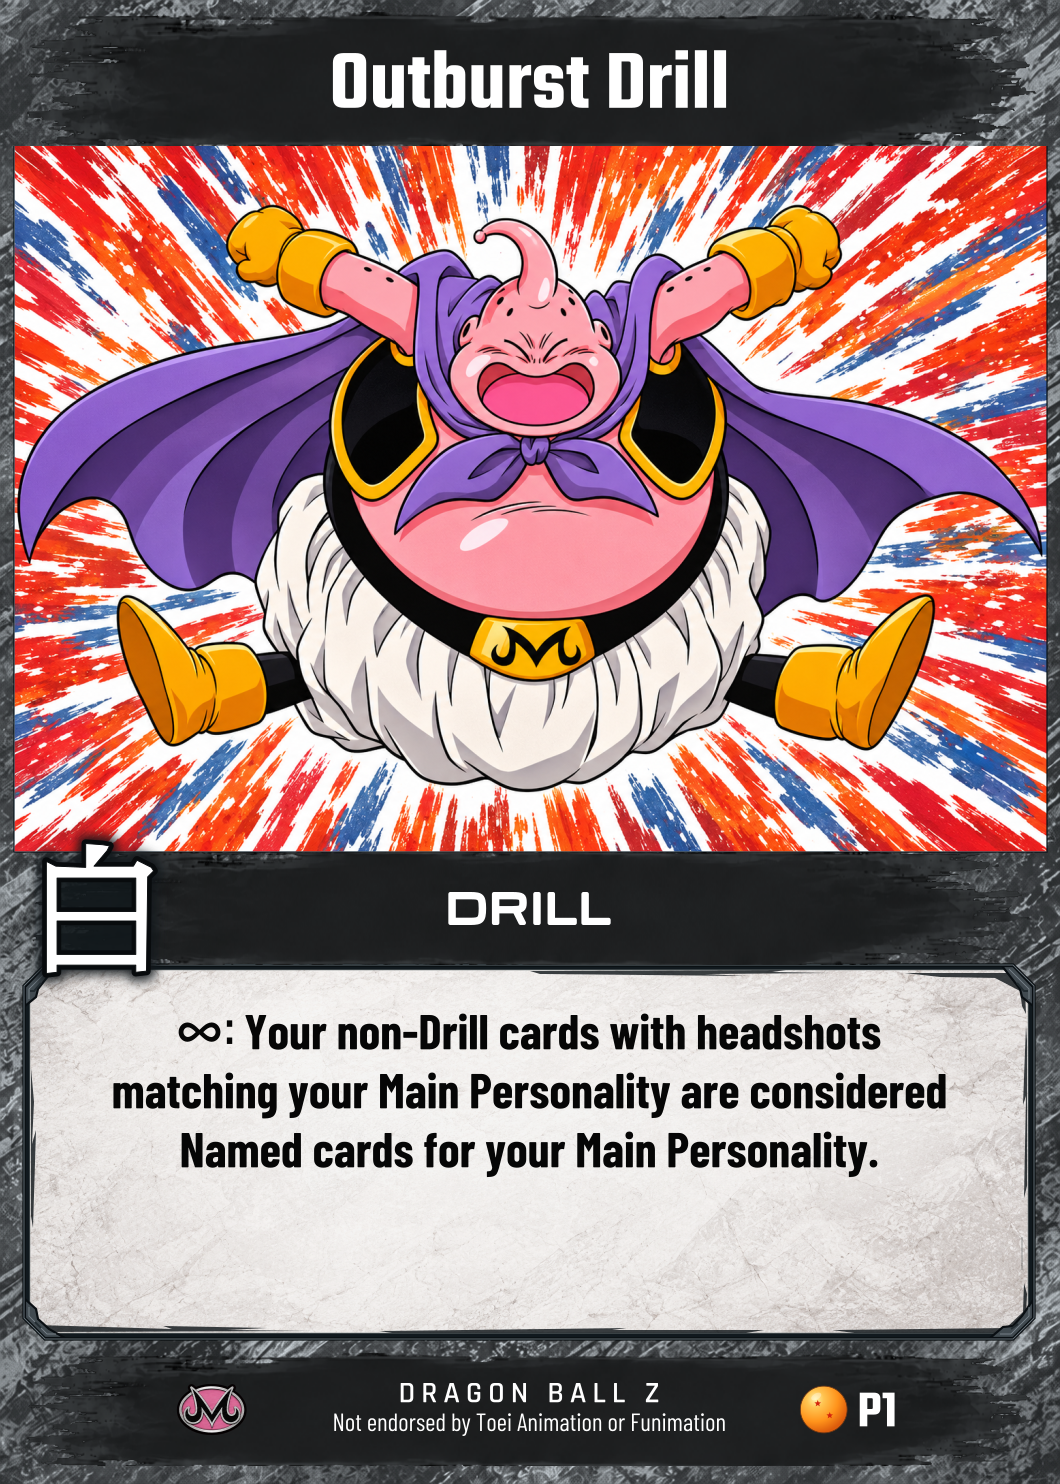 Outburst Drill
白
DRILL
∞: Your non-Drill cards with headshots
matching your Main Personality are considered
Named cards for your Main Personality.
DRAGON BALL Z
Not endorsed by Toei Animation or Funimation
P1